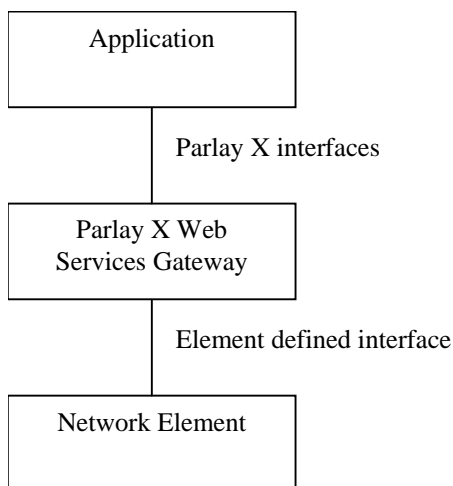 Application
Parlay X interfaces
Parlay X Web
Services Gateway
Element defined interface
Network Element